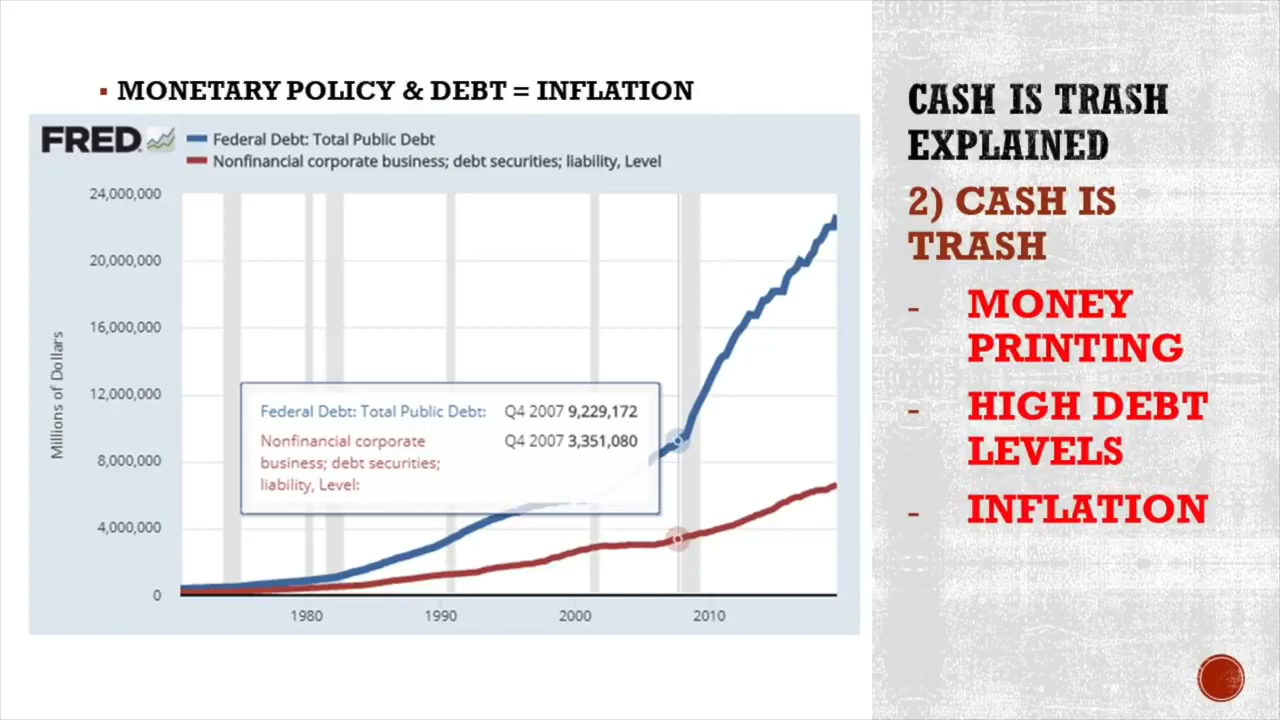 MONETARY POLICY & DEBT = INFLATION
FRED
Federal Debt: Total Public Debt
Nonfinancial corporate business; debt securities; liability, Level
24,000,000
20,000,000
16,000,000
12,000,000
8,000,000
4,000,000
0
Millions of Dollars
Federal Debt: Total Public Debt: Q4 2007 9,229,172
Nonfinancial corporate Q4 2007 3,351,080
business; debt securities;
liability, Level:
1980 1990 2000 2010
CASH IS TRASH
EXPLAINED
2) CASH IS
TRASH
- MONEY
PRINTING
- HIGH DEBT
LEVELS
- INFLATION